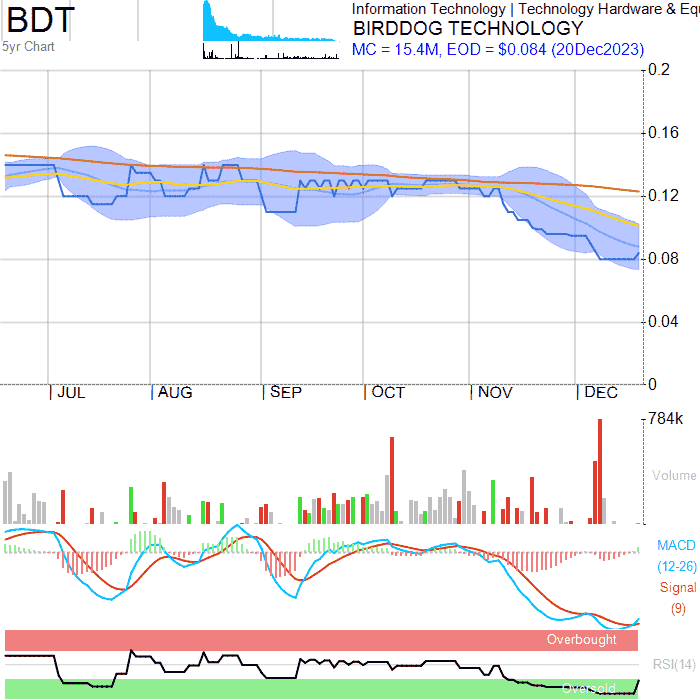 BDT
5yr Chart
Information Technology | Technology Hardware & Equ
BIRDDOG TECHNOLOGY
MC = 15.4M, EOD = $0.084 (20Dec2023)
0.2
0.16
0.12
0.08
0.04
0
JUL
AUG
SEP
OCT
NOV
DEC
784k
Volume
MACD
(12-26)
Signal
(9)
Overbought
RSI(14)
Oversold